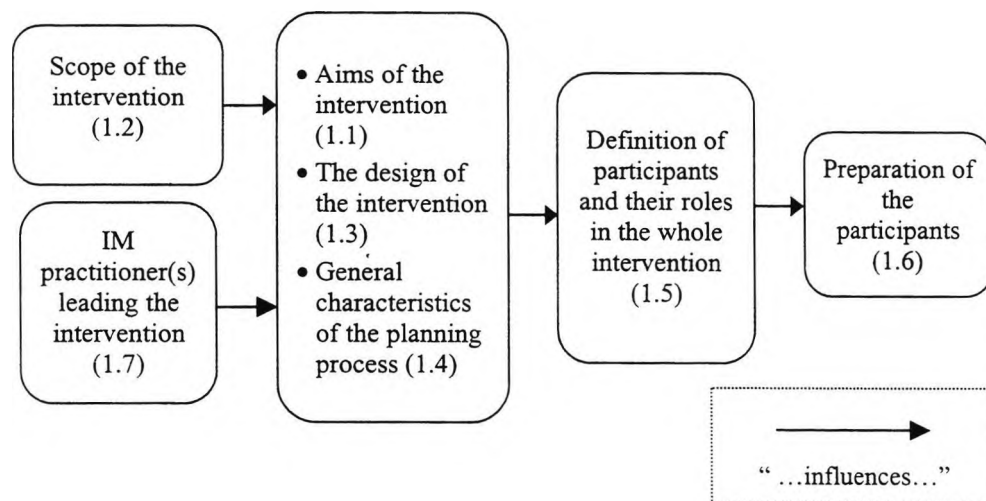 Scope of the
intervention
(1.2)
IM
practitioner(s)
leading the
intervention
(1.7)
• Aims of the
intervention
(1.1)
• The design of
the intervention
(1.3)
• General
characteristics
of the planning
process (1.4)
Definition of
participants
and their roles
in the whole
intervention
(1.5)
Preparation of
the
participants
(1.6)
“ ...influences...”